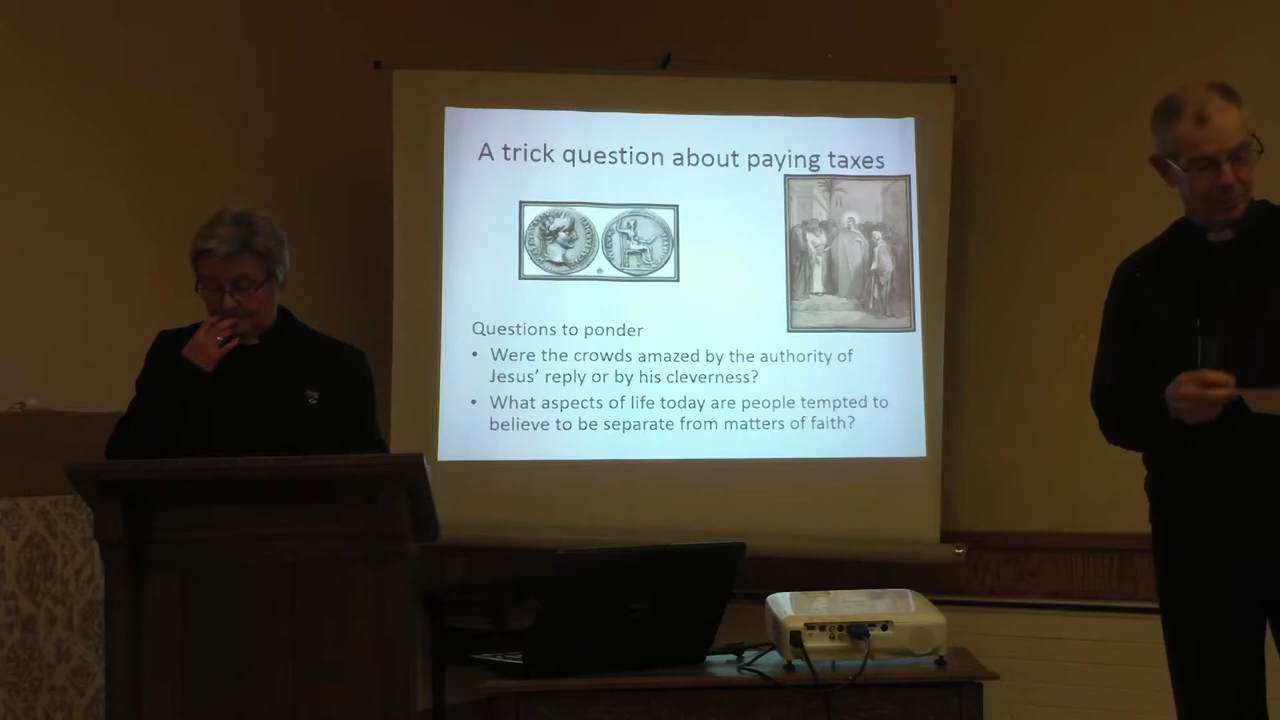 A trick question about paying taxes
Questions to ponder
• Were the crowds amazed by the authority of
Jesus' reply or by his cleverness?
• What aspects of life today are people tempted to
believe to be separate from matters of faith?